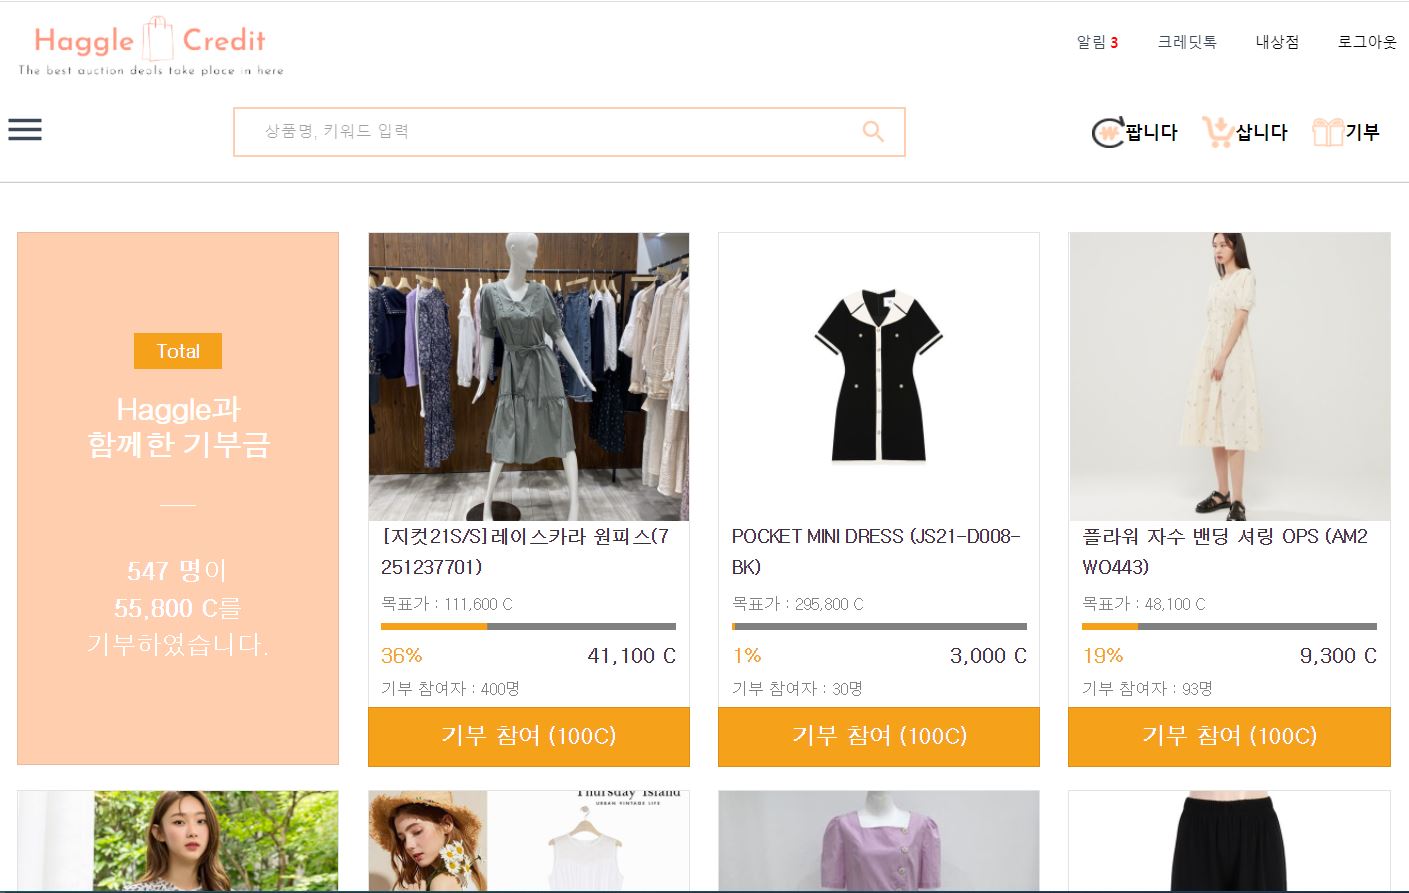 Haggle Credit
The best auction deals take place in here
알림 3
크레딧톡
내상점
로그아웃
상품명, 키워드 입력
팝니다
삽니다
기부
Total
Haggle과
함께한 기부금
547 명이
55,800 C를
기부하였습니다.
[지컷21S/S]레이스카라 원피스(7
251237701)
목표가 : 111,600 C
36%
41,100 C
기부 참여자 : 400명
기부 참여 (100C)
POCKET MINI DRESS (JS21-D008-
BK)
목표가 : 295,800 C
1%
3,000 C
기부 참여자 : 30명
기부 참여 (100C)
플라워 자수 밴딩 셔링 OPS (AM2
WO443)
목표가 : 48,100 C
19%
9,300 C
기부 참여자 : 93명
기부 참여 (100C)
Thursday Island
URBAN VINTAGE LIFE